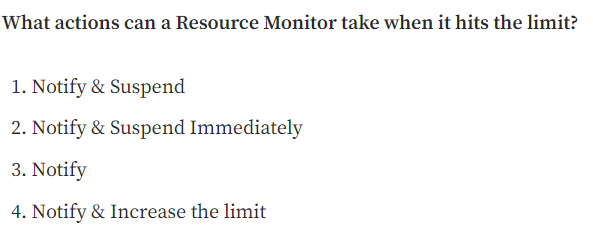 What actions can a Resource Monitor take when it hits the limit?
1. Notify & Suspend
2. Notify & Suspend Immediately
3. Notify
4. Notify & Increase the limit